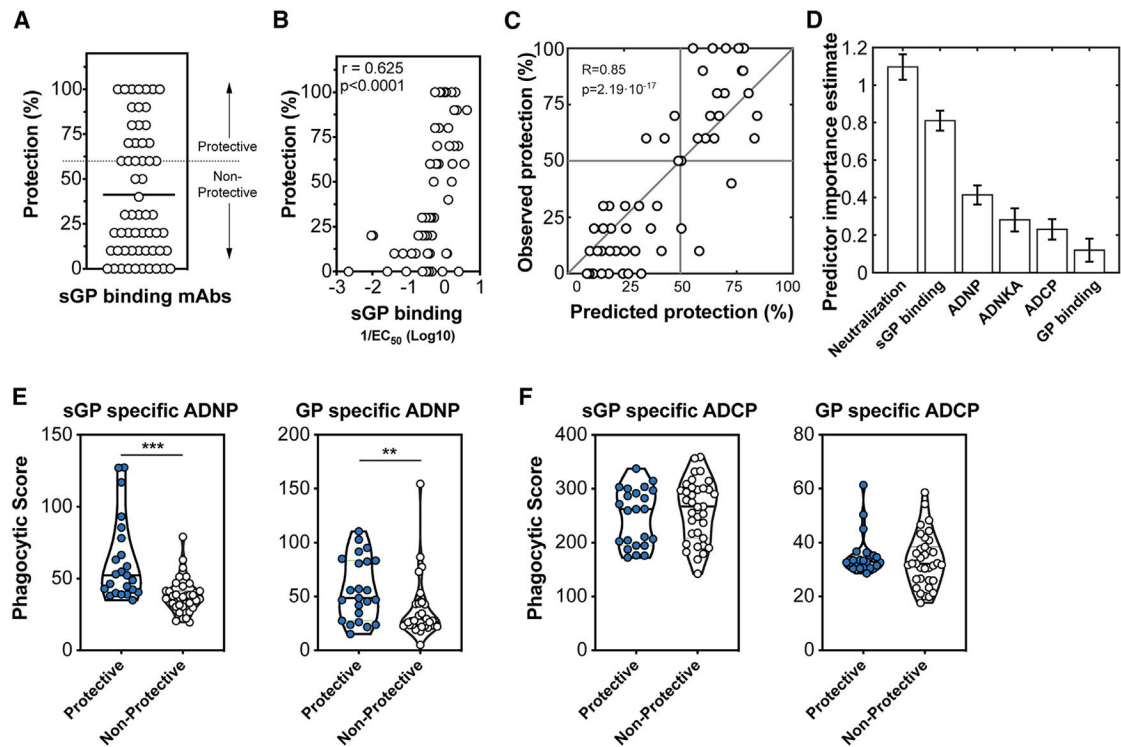 A
Protection (%)
100
75
50
25
0
Protective
Non-
Protective
sGP binding mAbs
B
Protection (%)
r = 0.625
p<0.0001
100
75
50
25
0
-3 -2 -1 0 1
sGP binding
1/EC50 (Log10)
C
Observed protection (%)
R=0.85
p=2.19·10-17
100
75
50
25
0
0 25 50 75 100
Predicted protection (%)
D
Predictor importance estimate
1.2
1
0.8
0.6
0.4
0.2
0
Neutralization
sGP binding
ADNP
ADNKA
ADCP
GP binding
E
sGP specific ADNP
Phagocytic Score
150
100
50
0
***
Protective
Non-Protective
GP specific ADNP
200
150
100
50
0
**
Protective
Non-Protective
F
sGP specific ADCP
Phagocytic Score
400
300
200
100
0
Protective
Non-Protective
GP specific ADCP
80
60
40
20
0
Protective
Non-Protective